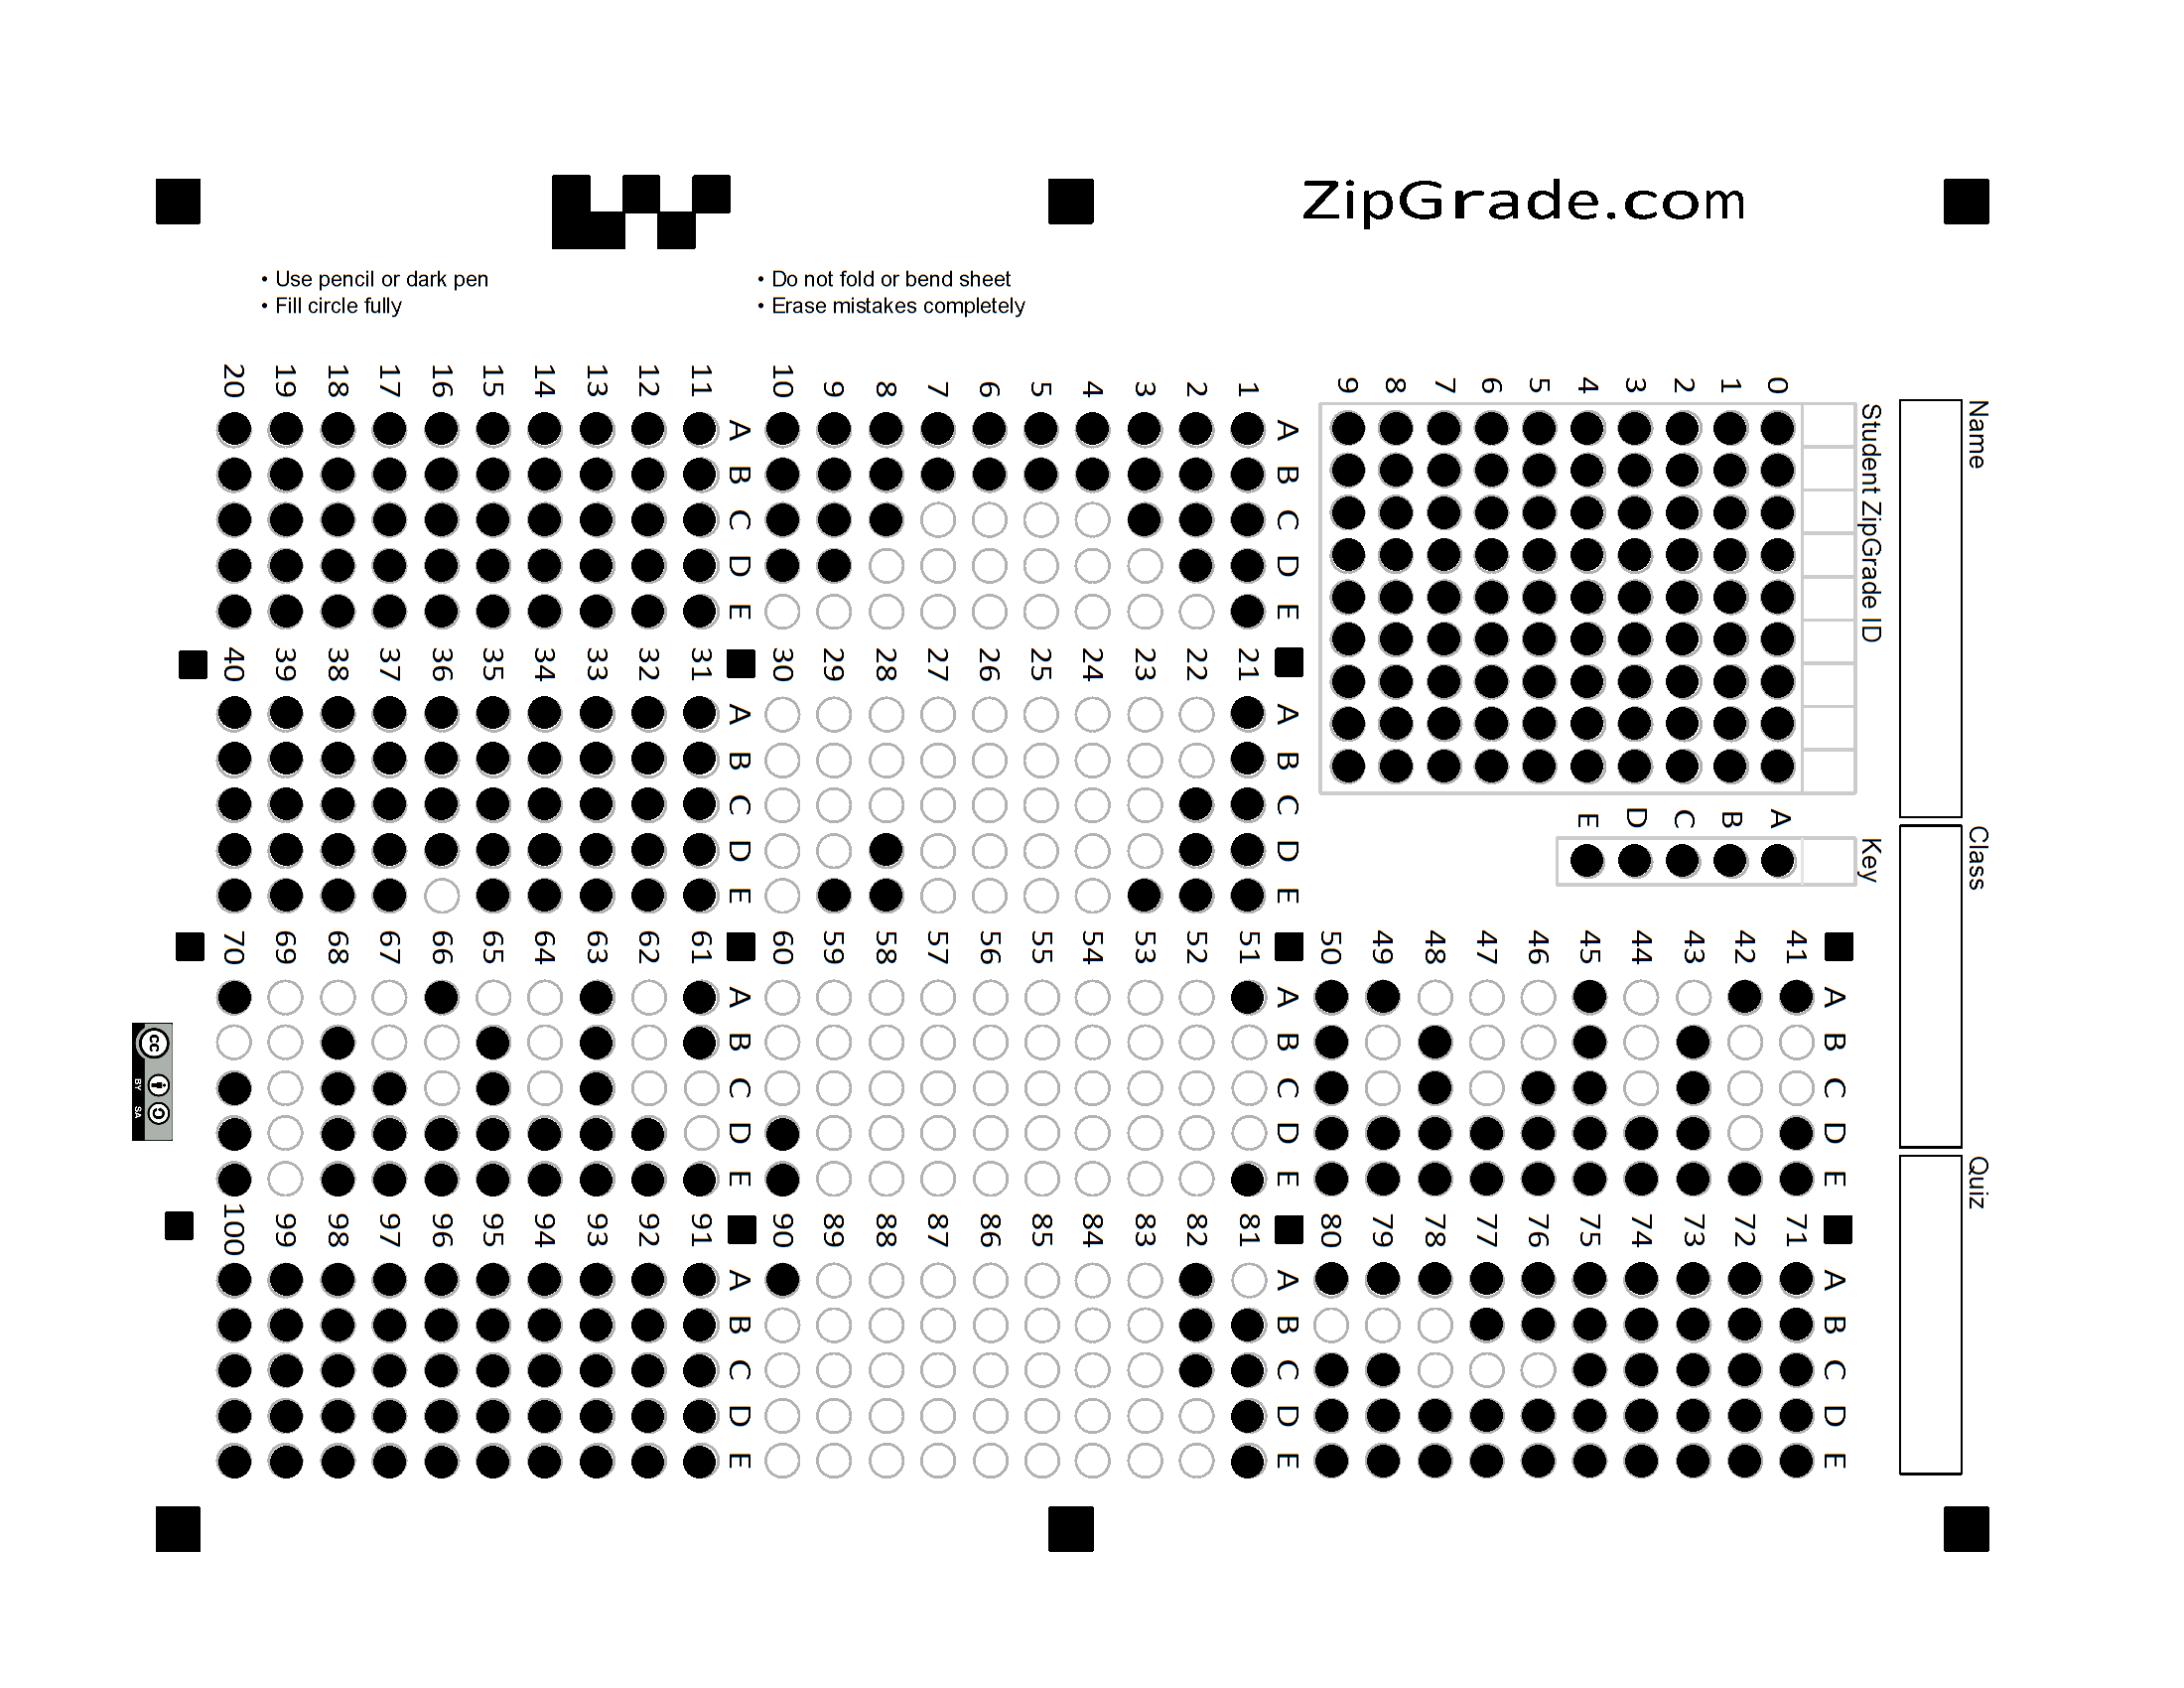 ZipGrade.com
• Use pencil or dark pen
• Fill circle fully
• Do not fold or bend sheet
• Erase mistakes completely
Name
Class
Quiz
Student ZipGrade ID
0 1 2 3 4 5 6 7 8 9
Key
A B C D E
1 2 3 4 5 6 7 8 9 10
A B C D E
11 12 13 14 15 16 17 18 19 20
A B C D E
21 22 23 24 25 26 27 28 29 30
A B C D E
31 32 33 34 35 36 37 38 39 40
A B C D E
41 42 43 44 45 46 47 48 49 50
A B C D E
51 52 53 54 55 56 57 58 59 60
A B C D E
61 62 63 64 65 66 67 68 69 70
A B C D E
71 72 73 74 75 76 77 78 79 80
A B C D E
81 82 83 84 85 86 87 88 89 90
A B C D E
91 92 93 94 95 96 97 98 99 100
A B C D E
cc
BY SA